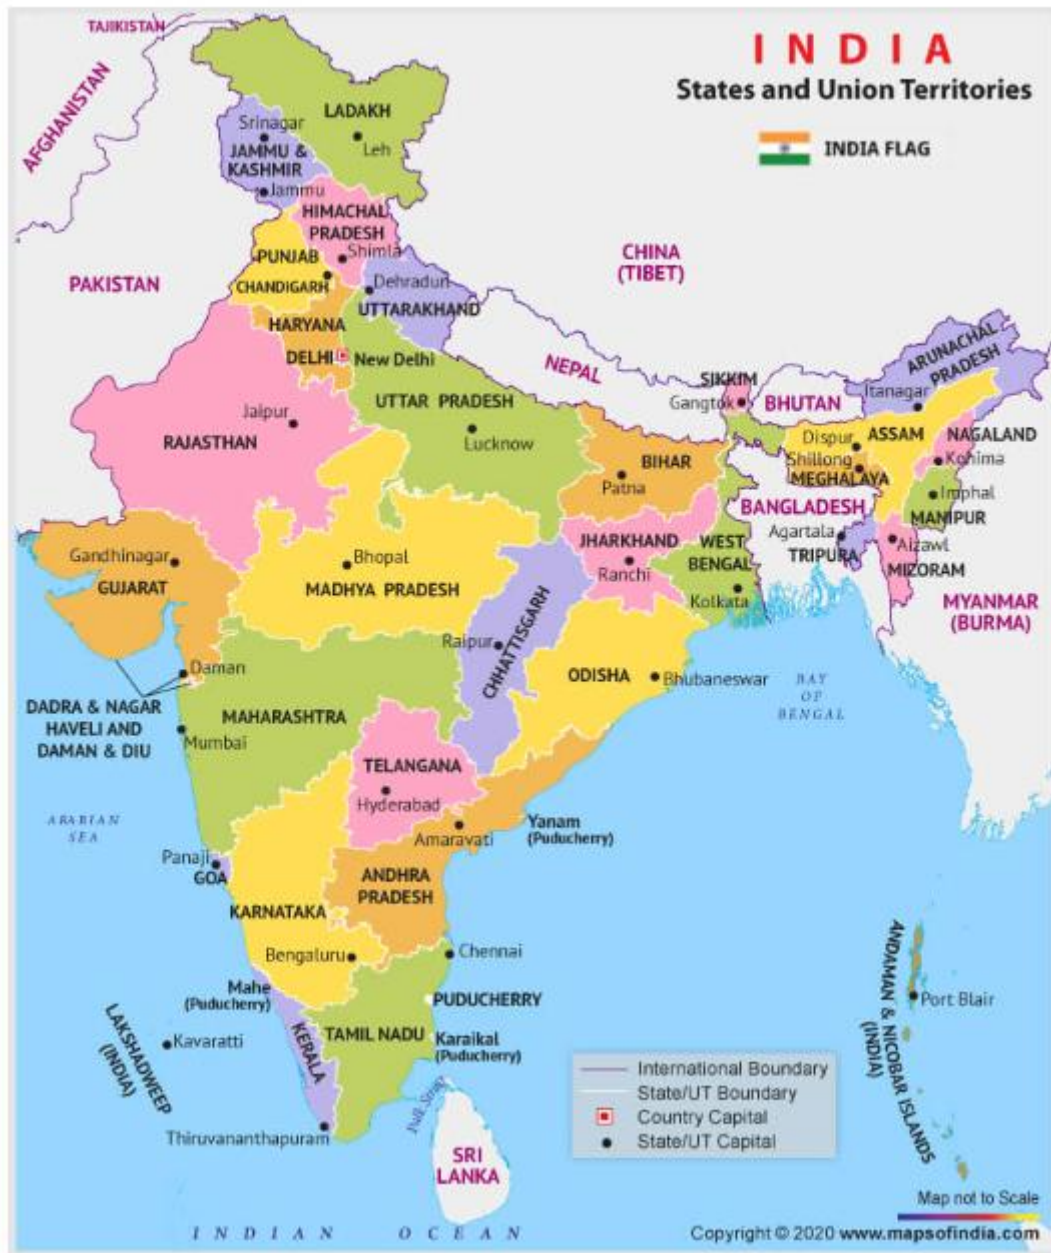 INDIA
States and Union Territories
INDIA FLAG
TAJIKISTAN
AFGHANISTAN
PAKISTAN
CHINA
(TIBET)
NEPAL
BHUTAN
BANGLADESH
MYANMAR
(BURMA)
SRI
LANKA
LADAKH
Leh
Srinagar
JAMMU &
KASHMIR
Jammu
HIMACHAL
PRADESH
Shimla
PUNJAB
CHANDIGARH
Dehradun
UTTARAKHAND
HARYANA
DELHI
New Delhi
UTTAR PRADESH
Lucknow
Jaipur
RAJASTHAN
BIHAR
Patna
SIKKIM
Gangtok
ARUNACHAL
PRADESH
Itanagar
Dispur
ASSAM
NAGALAND
Kohima
Shillong
MEGHALAYA
Imphal
MANIPUR
Agartala
TRIPURA
Aizawl
MIZORAM
Gandhinagar
GUJARAT
Bhopal
MADHYA PRADESH
JHARKHAND
Ranchi
WEST
BENGAL
Kolkata
Raipur
CHHATTISGARH
ODISHA
Bhubaneswar
BAY
OF
BENGAL
Daman
DADRA & NAGAR
HAVELI AND
DAMAN & DIU
MAHARASHTRA
Mumbai
TELANGANA
Hyderabad
ARABIAN
SEA
Amaravati
Yanam
(Puducherry)
Panaji
GOA
ANDHRA
PRADESH
KARNATAKA
Bengaluru
Chennai
Mahe
(Puducherry)
PUDUCHERRY
KERALA
TAMIL NADU
Karaikal
(Puducherry)
LAKSHADWEEP
(INDIA)
Kavaratti
Thiruvananthapuram
Palk Strait
ANDAMAN & NICOBAR ISLANDS
(INDIA)
Port Blair
International Boundary
State/UT Boundary
Country Capital
State/UT Capital
INDIAN OCEAN
Map not to Scale
Copyright © 2020 www.mapsofindia.com